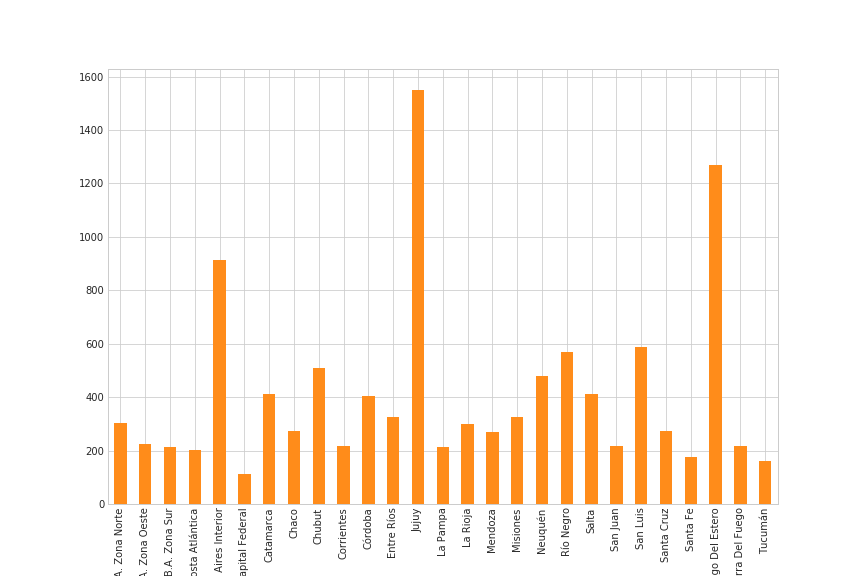 1600
1400
1200
1000
800
600
400
200
0
A. Zona Norte
A. Zona Oeste
B.A. Zona Sur
osta Atlántica
Aires Interior
apital Federal
Catamarca
Chaco
Chubut
Corrientes
Córdoba
Entre Ríos
Jujuy
La Pampa
La Rioja
Mendoza
Misiones
Neuquén
Río Negro
Salta
San Juan
San Luis
Santa Cruz
Santa Fe
go Del Estero
rra Del Fuego
Tucumán